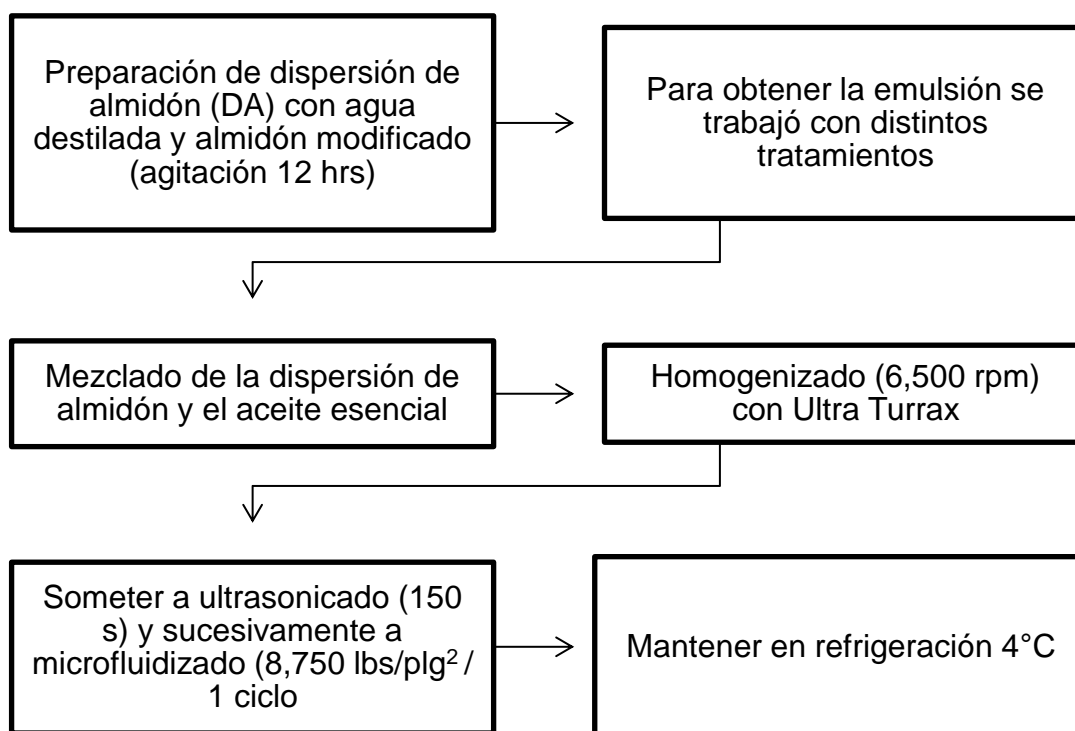 Preparación de dispersión de
almidón (DA) con agua
destilada y almidón modificado
(agitación 12 hrs)
Para obtener la emulsión se
trabajó con distintos
tratamientos
Mezclado de la dispersión de
almidón y el aceite esencial
Homogenizado (6,500 rpm)
con Ultra Turrax
Someter a ultrasonicado (150
s) y sucesivamente a
microfluidizado (8,750 lbs/plg² /
1 ciclo
Mantener en refrigeración 4°C